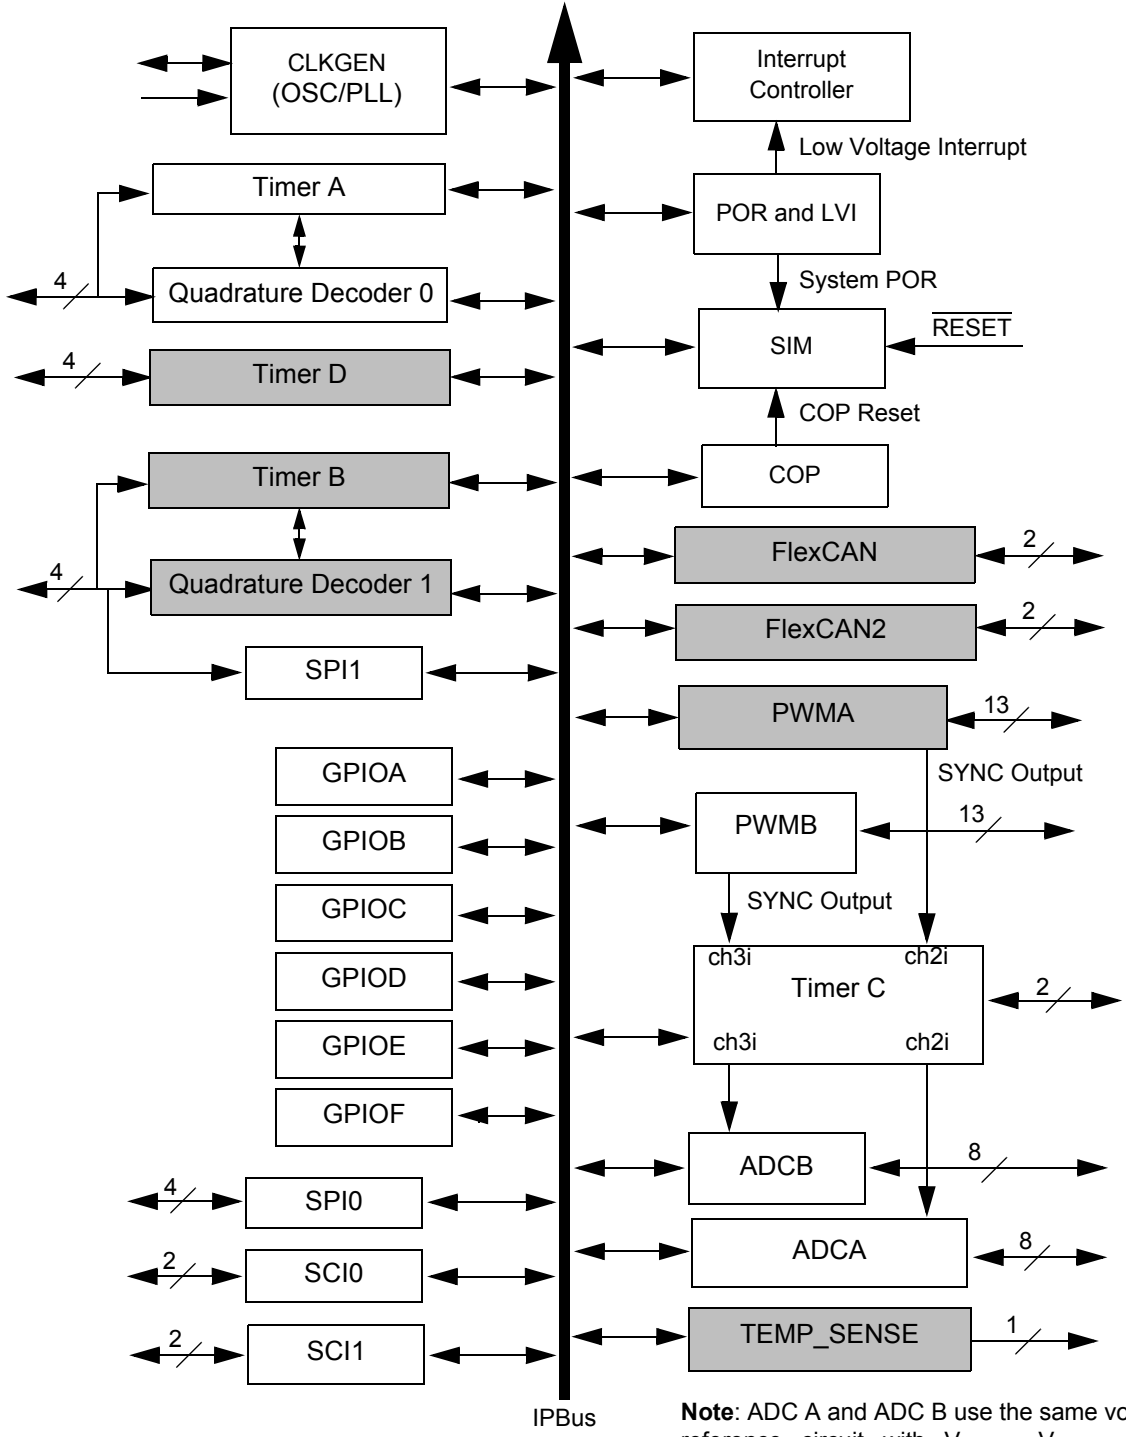 CLKGEN
(OSC/PLL)
Timer A
4
Quadrature Decoder 0
4
Timer D
Timer B
4
Quadrature Decoder 1
SPI1
GPIOA
GPIOB
GPIOC
GPIOD
GPIOE
GPIOF
4
SPI0
2
SCI0
2
SCI1
IPBus
Interrupt
Controller
Low Voltage Interrupt
POR and LVI
System POR
RESET
SIM
COP Reset
COP
FlexCAN
2
FlexCAN2
2
PWMA
13
SYNC Output
PWMB
13
SYNC Output
ch3i
ch2i
Timer C
2
ch3i
ch2i
ADCB
8
ADCA
8
TEMP_SENSE
1
Note: ADC A and ADC B use the same